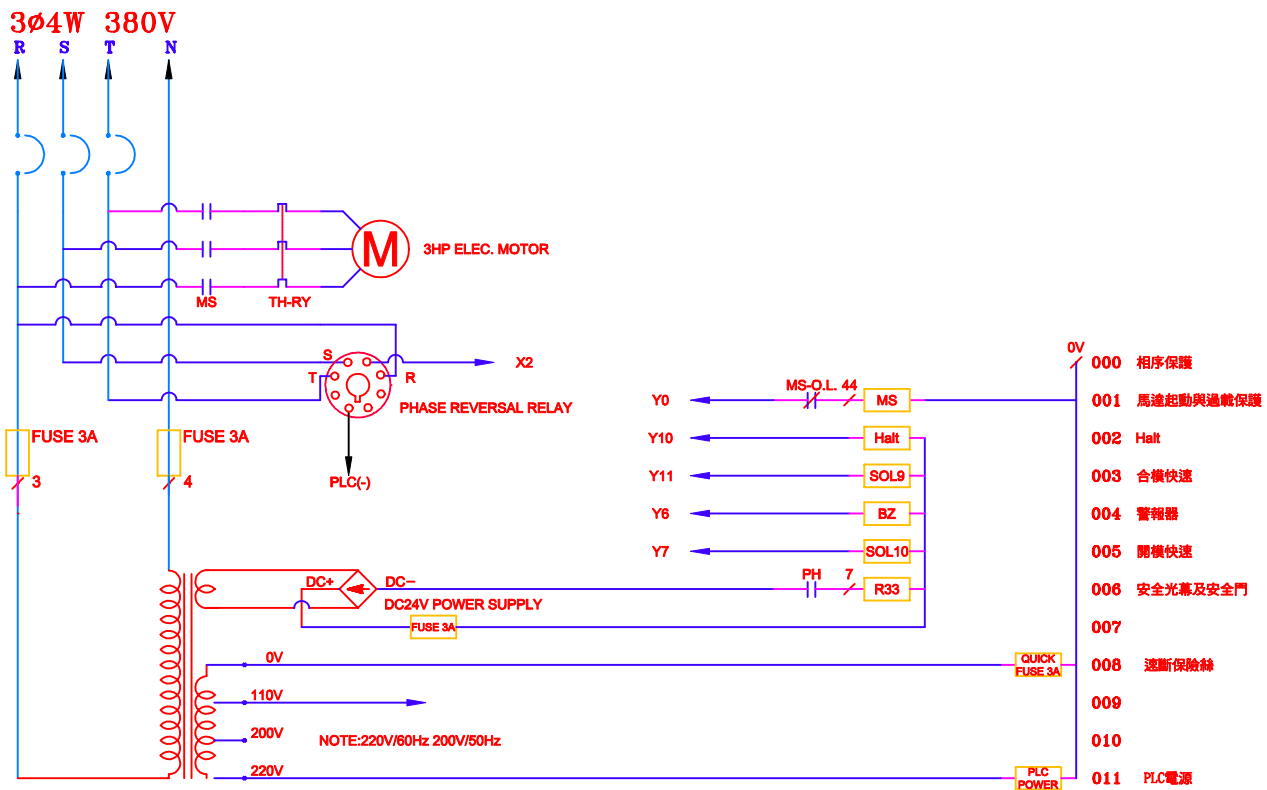 3ø4W 380V
R S T N
3HP ELEC. MOTOR
M
MS TH-RY
S
X2
T R
PHASE REVERSAL RELAY
PLC(-)
FUSE 3A FUSE 3A
3 4
0V
000 相序保護
Y0 MS-O.L. 44 MS 001 馬達起動與過載保護
Y10 Halt 002 Halt
Y11 SOL9 003 合模快速
Y6 BZ 004 警報器
Y7 SOL10 005 開模快速
DC+ DC− PH 7 R33 006 安全光幕及安全門
DC24V POWER SUPPLY
FUSE 3A 007
0V QUICK FUSE 3A 008 速斷保險絲
110V 009
200V NOTE:220V/60Hz 200V/50Hz 010
220V PLC POWER 011 PLC電源